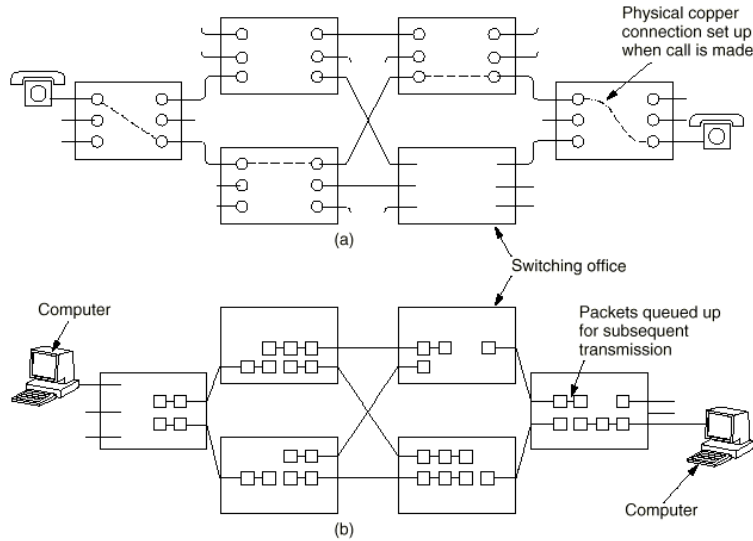 Physical copper
connection set up
when call is made
(a)
Switching office
Computer
Packets queued up
for subsequent
transmission
Computer
(b)